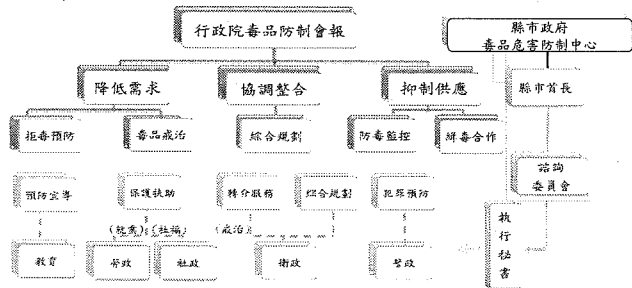 行政院毒品防制會報
縣市政府
毒品危害防制中心
降低需求
協調整合
抑制供應
縣市首長
拒毒預防
毒品戒治
綜合規劃
防毒監控
緝毒合作
諮詢
委員會
預防宣導
保護扶助
轉介服務
綜合規劃
犯罪預防
(就業)
(社福)
(戒治)
執行秘書
教育
勞政
社政
衛政
警政